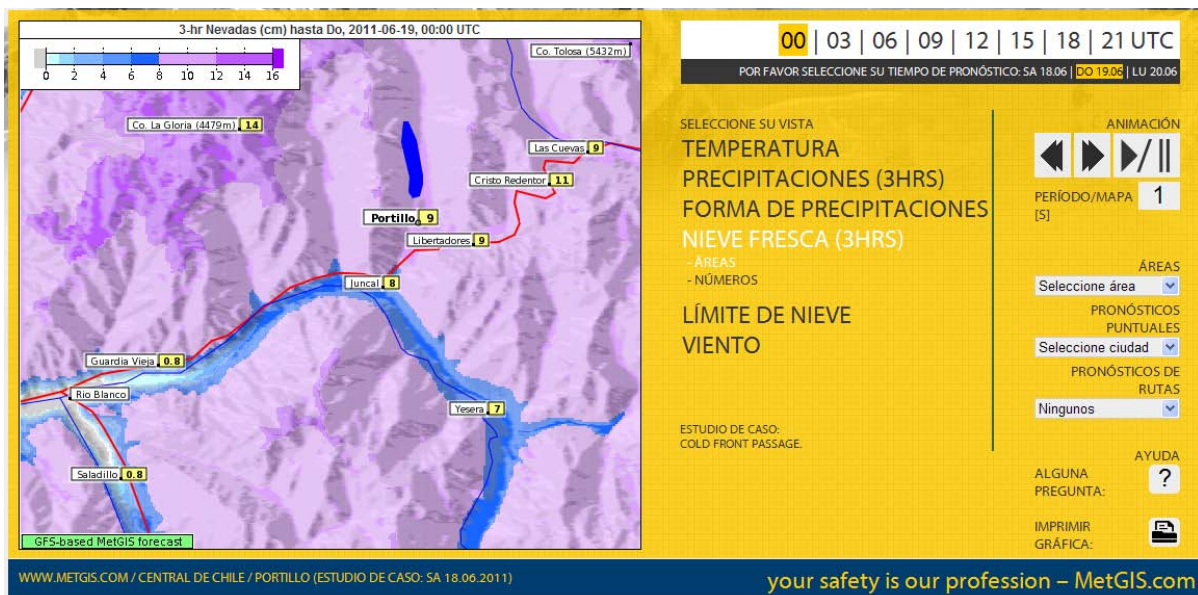 3-hr Nevadas (cm) hasta Do, 2011-06-19, 00:00 UTC
0 2 4 6 8 10 12 14 16
Co. Tolosa (5432m)
Co. La Gloria (4479m) 14
Las Cuevas 9
Cristo Redentor 11
Portillo 9
Libertadores 9
Juncal 8
Guardia Vieja 0.8
Rio Blanco
Yesera 7
Saladillo 0.8
GFS-based MetGIS forecast
00 | 03 | 06 | 09 | 12 | 15 | 18 | 21 UTC
POR FAVOR SELECCIONE SU TIEMPO DE PRONÓSTICO: SA 18.06 | DO 19.06 | LU 20.06
SELECCIONE SU VISTA
TEMPERATURA
PRECIPITACIONES (3HRS)
FORMA DE PRECIPITACIONES
NIEVE FRESCA (3HRS)
- ÁREAS
- NÚMEROS
LÍMITE DE NIEVE
VIENTO
ESTUDIO DE CASO:
COLD FRONT PASSAGE.
ANIMACIÓN
PERÍODO/MAPA 1
[S]
ÁREAS
Seleccione área
PRONÓSTICOS
PUNTUALES
Seleccione ciudad
PRONÓSTICOS DE
RUTAS
Ningunos
AYUDA
ALGUNA
PREGUNTA:
?
IMPRIMIR
GRÁFICA:
WWW.METGIS.COM / CENTRAL DE CHILE / PORTILLO (ESTUDIO DE CASO: SA 18.06.2011)
your safety is our profession – MetGIS.com